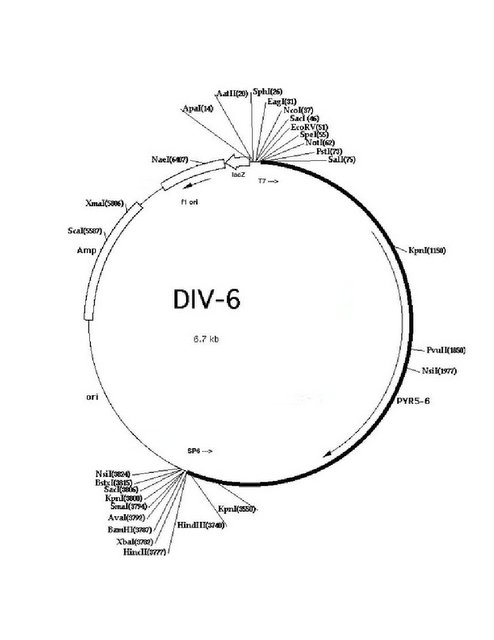 AatII(20)
SphI(26)
ApaI(14)
EagI(31)
NcoI(37)
SacI (46)
EcoRV(51)
SpeI(55)
NotI(62)
PstI(73)
SalI(75)
NaeI(6407)
lacZ
T7 →
f1 ori
XmaI(5806)
ScaI(5587)
Amp
KpnI(1150)
DIV-6
6.7 kb
PvuII(1850)
NsiI(1977)
PYR5-6
ori
SP6 →
NsiI(3824)
BstxI(3815)
SacI(3806)
KpnI(3800)
SmaI(3794)
AvaI(3792)
BamHI(3787)
XbaI(3782)
HincII(3777)
HindIII(3740)
KpnI(3550)